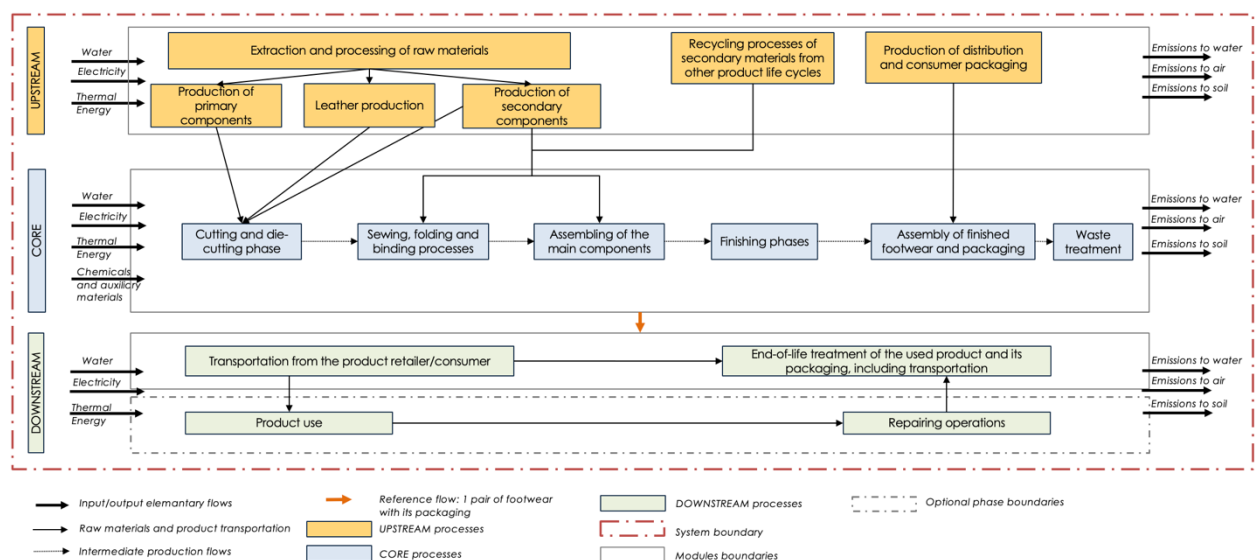 UPSTREAM
Water
Electricity
Thermal
Energy
Extraction and processing of raw materials
Production of
primary
components
Leather production
Production of
secondary
components
Recycling processes of
secondary materials from
other product life cycles
Production of distribution
and consumer packaging
Emissions to water
Emissions to air
Emissions to soil
CORE
Water
Electricity
Thermal
Energy
Chemicals
and auxiliary
materials
Cutting and die-
cutting phase
Sewing, folding and
binding processes
Assembling of the
main components
Finishing phases
Assembly of finished
footwear and packaging
Waste
treatment
Emissions to water
Emissions to air
Emissions to soil
DOWNSTREAM
Water
Electricity
Thermal
Energy
Transportation from the product retailer/consumer
End-of-life treatment of the used product and its
packaging, including transportation
Product use
Repairing operations
Emissions to water
Emissions to air
Emissions to soil
Input/output elemantary flows
Raw materials and product transportation
Intermediate production flows
Reference flow: 1 pair of footwear
with its packaging
UPSTREAM processes
CORE processes
DOWNSTREAM processes
System boundary
Modules boundaries
Optional phase boundaries